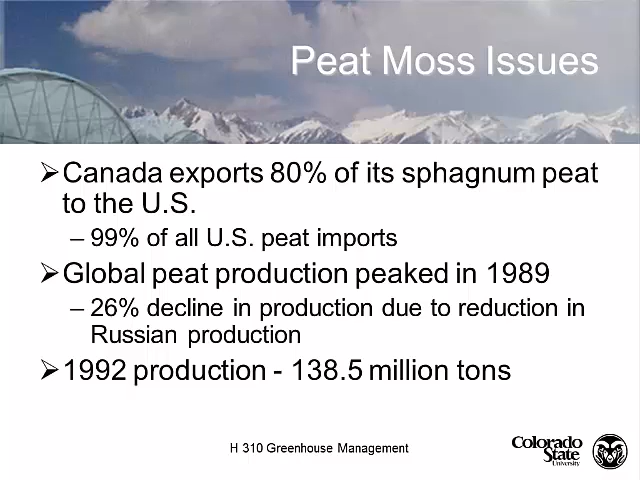 Peat Moss Issues
➢Canada exports 80% of its sphagnum peat
to the U.S.
– 99% of all U.S. peat imports
➢Global peat production peaked in 1989
– 26% decline in production due to reduction in
Russian production
➢1992 production - 138.5 million tons
H 310 Greenhouse Management
Colorado
State
University